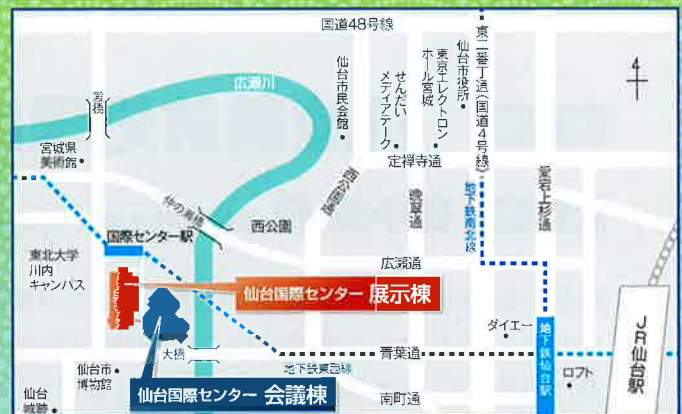 国道48号線
東二番丁通(国道4号線)
仙台市役所
東京エレクトロン
ホール宮城
せんだい
メディアテーク
仙台市民会館
4
広瀬川
宮城県
美術館
定禅寺通
愛宕上杉通
地下鉄南北線
晩翠通
西公園通
仲の瀬橋
西公園
国際センター駅
東北大学
川内
キャンパス
広瀬通
仙台国際センター 展示棟
ダイエー
地下鉄仙台駅
JR仙台駅
ロフト
大橋
青葉通
地下鉄東西線
仙台市
博物館
仙台国際センター 会議棟
南町通
仙台
城跡